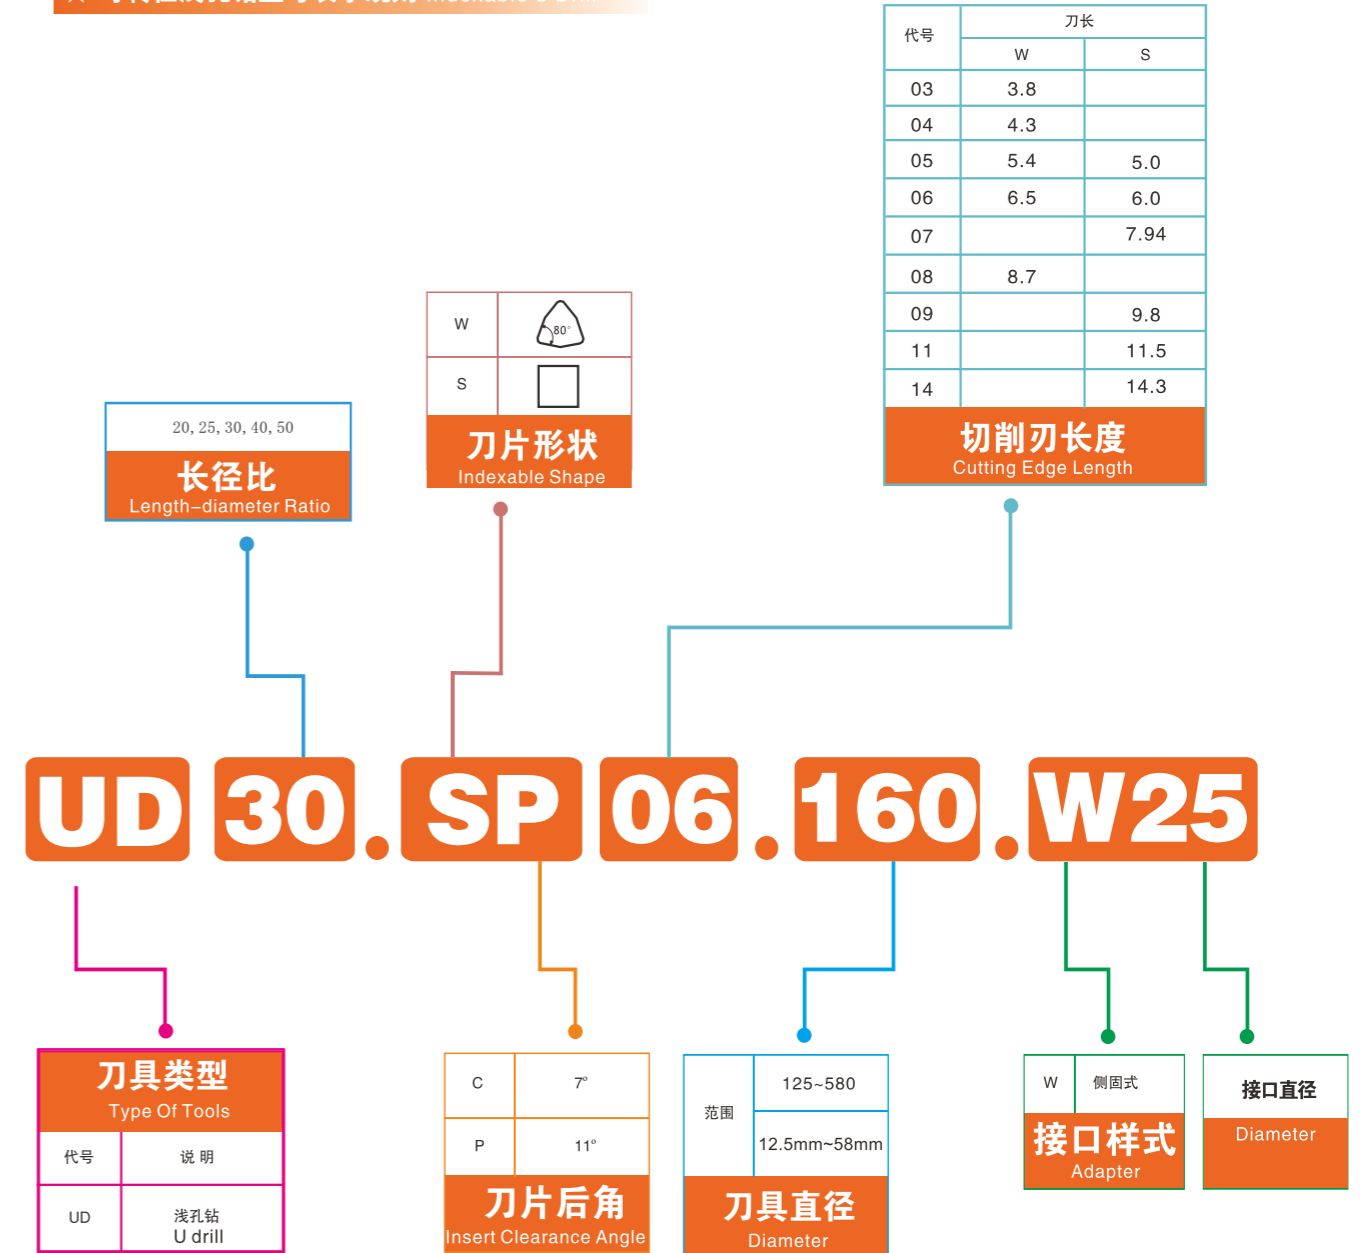 代号 刀长
W S
03 3.8
04 4.3
05 5.4 5.0
06 6.5 6.0
07 7.94
08 8.7
09 9.8
11 11.5
14 14.3
切削刃长度
Cutting Edge Length
W 80°
S
刀片形状
Indexable Shape
20, 25, 30, 40, 50
长径比
Length-diameter Ratio
UD 30 . SP 06 . 160 . W25
刀具类型
Type Of Tools
代号 说明
UD 浅孔钻
U drill
C 7°
P 11°
刀片后角
Insert Clearance Angle
范围 125~580
12.5mm~58mm
刀具直径
Diameter
W 侧固式
接口样式
Adapter
接口直径
Diameter